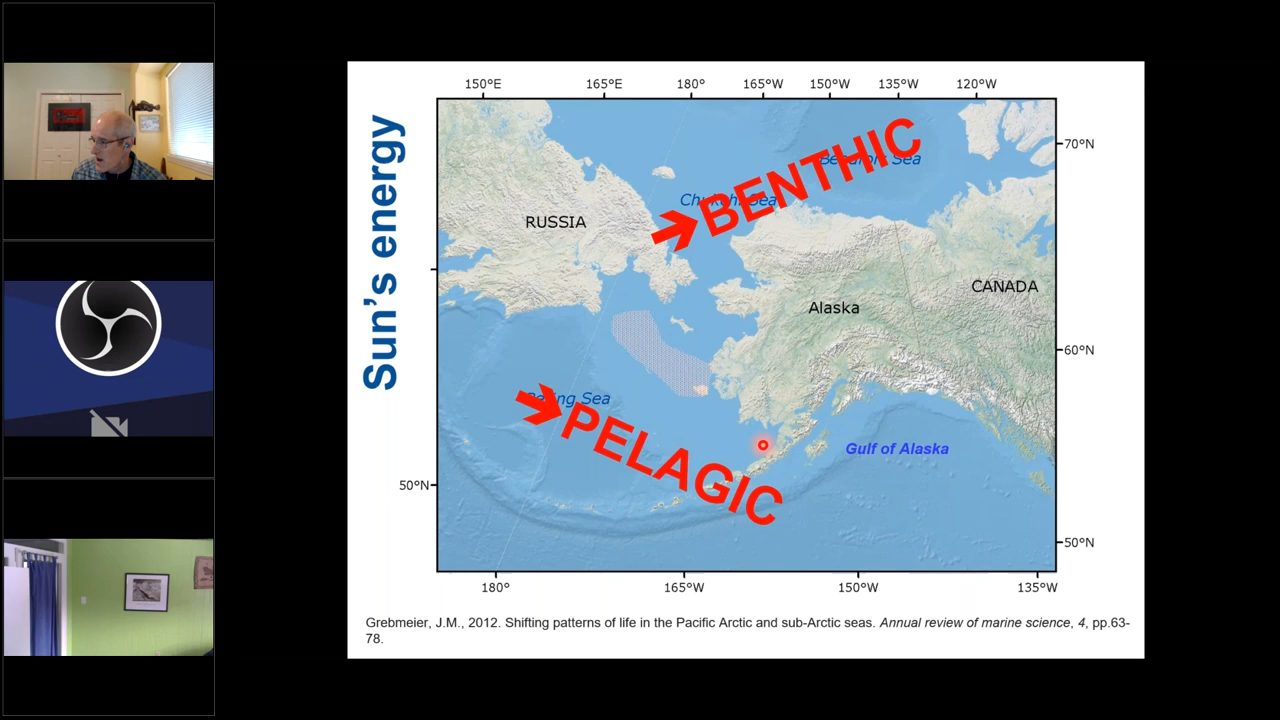 150°E 165°E 180° 165°W 150°W 135°W 120°W
Sun's energy
BENTHIC
Beaufort Sea
70°N
Chukchi Sea
RUSSIA
CANADA
Alaska
60°N
Bering Sea
PELAGIC
Gulf of Alaska
50°N
50°N
180° 165°W 150°W 135°W
Grebmeier, J.M., 2012. Shifting patterns of life in the Pacific Arctic and sub-Arctic seas. Annual review of marine science, 4, pp.63-
78.